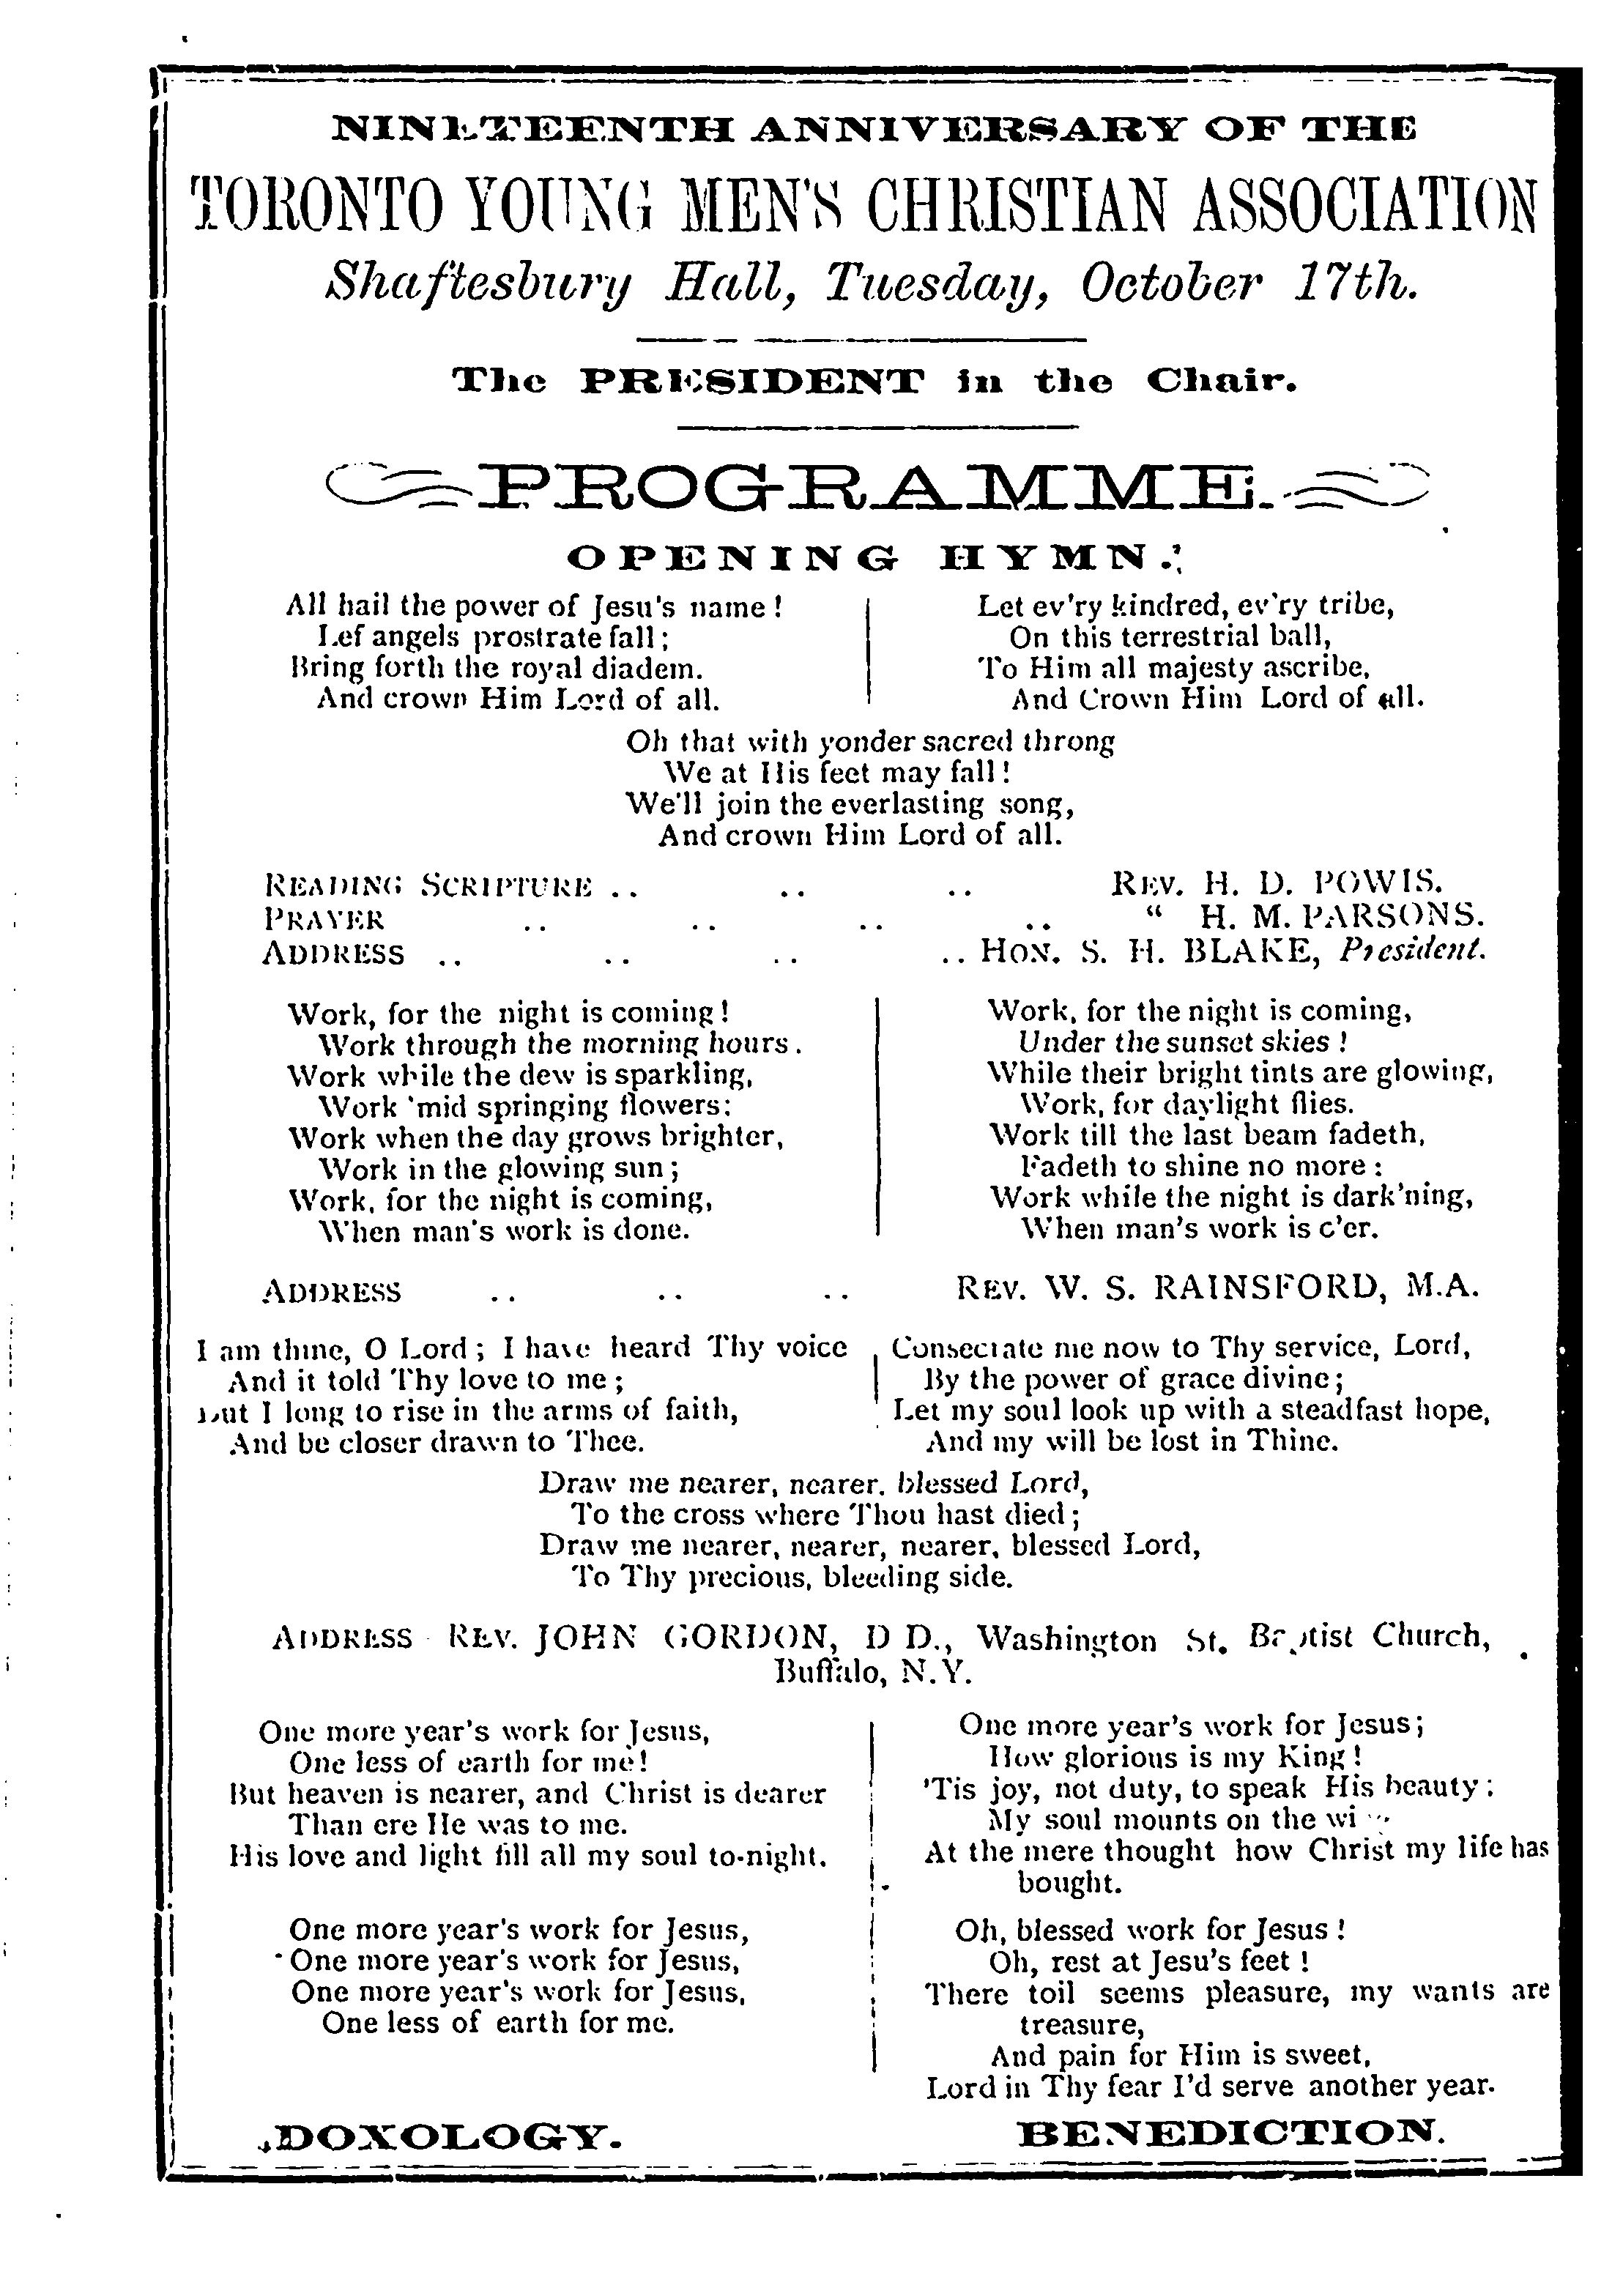 NINETEENTH ANNIVERSARY OF THE
TORONTO YOUNG MEN'S CHRISTIAN ASSOCIATION
Shaftesbury Hall, Tuesday, October 17th.
The PRESIDENT in the Chair.
PROGRAMME.
OPENING HYMN.
All hail the power of Jesu's name!
Lef angels prostrate fall;
Bring forth the royal diadem.
And crown Him Lord of all.
Let ev'ry kindred, ev'ry tribe,
On this terrestrial ball,
To Him all majesty ascribe,
And Crown Him Lord of all.
Oh that with yonder sacred throng
We at His feet may fall!
We'll join the everlasting song,
And crown Him Lord of all.
READING SCRIPTURE .. .. .. REV. H. D. POWIS.
PRAYER .. .. .. .. " H. M. PARSONS.
ADDRESS .. .. .. .. HON. S. H. BLAKE, President.
Work, for the night is coming!
Work through the morning hours.
Work while the dew is sparkling,
Work 'mid springing flowers:
Work when the day grows brighter,
Work in the glowing sun;
Work, for the night is coming,
When man's work is done.
Work, for the night is coming,
Under the sunset skies!
While their bright tints are glowing,
Work, for daylight flies.
Work till the last beam fadeth,
Fadeth to shine no more:
Work while the night is dark'ning,
When man's work is o'er.
ADDRESS .. .. .. REV. W. S. RAINSFORD, M.A.
I am thine, O Lord; I have heard Thy voice
And it told Thy love to me;
But I long to rise in the arms of faith,
And be closer drawn to Thee.
Consecrate me now to Thy service, Lord,
By the power of grace divine;
Let my soul look up with a steadfast hope,
And my will be lost in Thine.
Draw me nearer, nearer, blessed Lord,
To the cross where Thou hast died;
Draw me nearer, nearer, nearer, blessed Lord,
To Thy precious, bleeding side.
ADDRESS REV. JOHN GORDON, D D., Washington St. Baptist Church,
Buffalo, N.Y.
One more year's work for Jesus,
One less of earth for me!
But heaven is nearer, and Christ is dearer
Than ere He was to me.
His love and light fill all my soul to-night.
One more year's work for Jesus,
One more year's work for Jesus,
One more year's work for Jesus,
One less of earth for me.
One more year's work for Jesus;
How glorious is my King!
'Tis joy, not duty, to speak His beauty:
My soul mounts on the
At the mere thought how Christ my life has
bought.
Oh, blessed work for Jesus!
Oh, rest at Jesu's feet!
There toil seems pleasure, my wants are
treasure,
And pain for Him is sweet,
Lord in Thy fear I'd serve another year.
DOXOLOGY.
BENEDICTION.